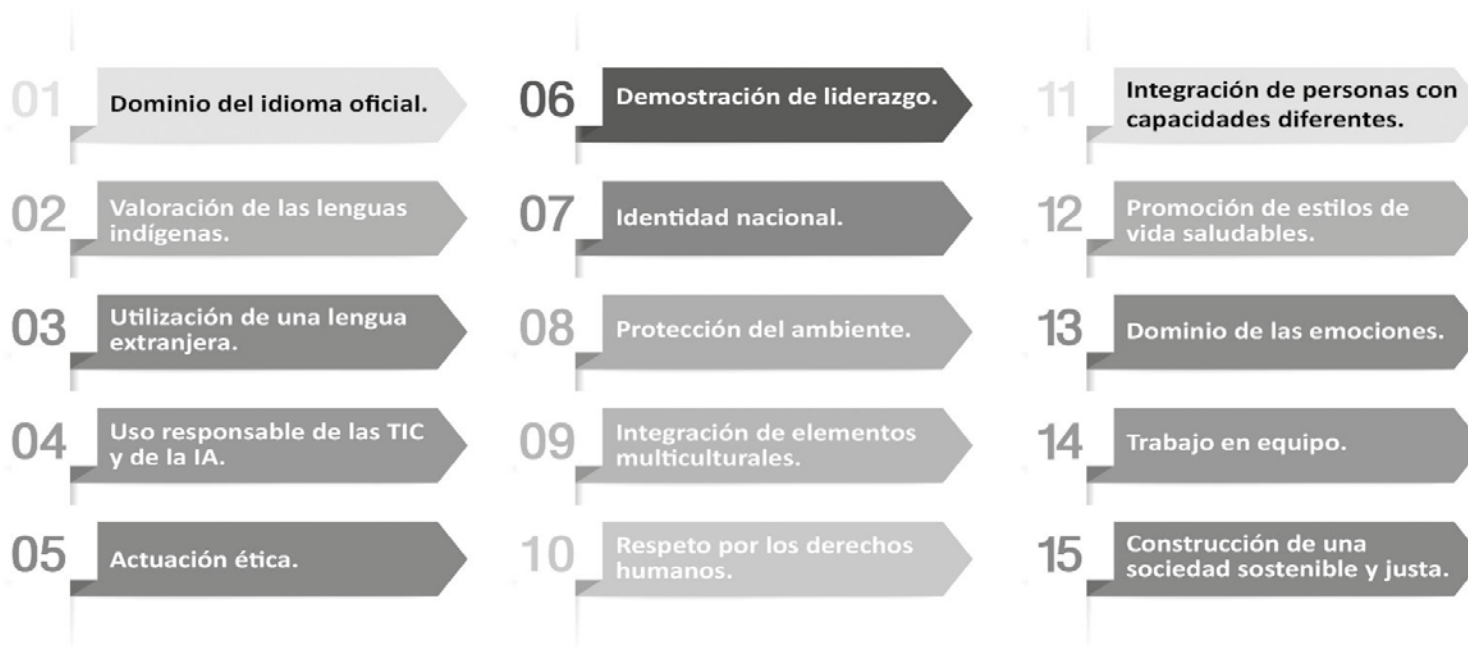 01
Dominio del idioma oficial.
02
Valoración de las lenguas
indígenas.
03
Utilización de una lengua
extranjera.
04
Uso responsable de las TIC
y de la IA.
05
Actuación ética.
06
Demostración de liderazgo.
07
Identidad nacional.
08
Protección del ambiente.
09
Integración de elementos
multiculturales.
10
Respeto por los derechos
humanos.
11
Integración de personas con
capacidades diferentes.
12
Promoción de estilos de
vida saludables.
13
Dominio de las emociones.
14
Trabajo en equipo.
15
Construcción de una
sociedad sostenible y justa.